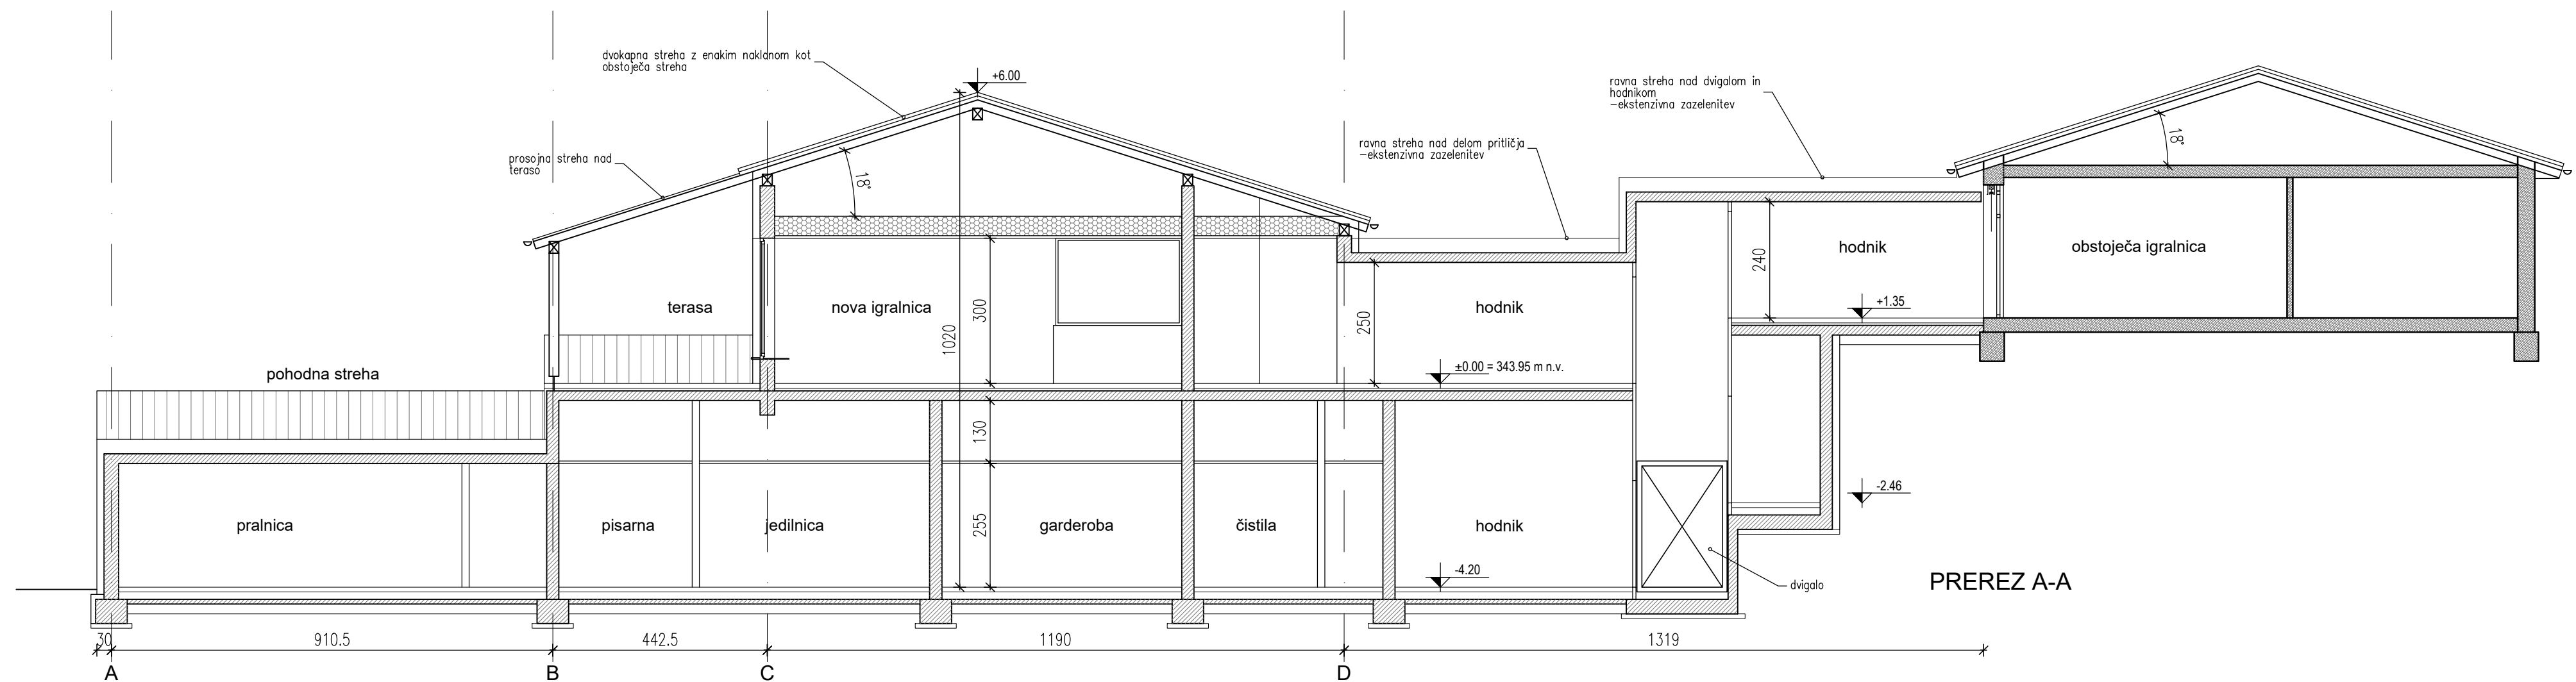 dvokapna streha z enakim naklonom kot
obstoječa streha
+6.00
ravna streha nad dvigalom in
hodnikom
-ekstenzivna zazelenitev
prosojna streha nad
teraso
ravna streha nad delom pritličja
-ekstenzivna zazelenitev
18°
18°
terasa
nova igralnica
300
1020
250
hodnik
240
hodnik
+1.35
obstoječa igralnica
±0.00 = 343.95 m n.v.
pohodna streha
130
255
-2.46
pralnica
pisarna
jedilnica
garderoba
čistila
hodnik
-4.20
dvigalo
PREREZ A-A
30
910.5
442.5
1190
1319
A
B
C
D